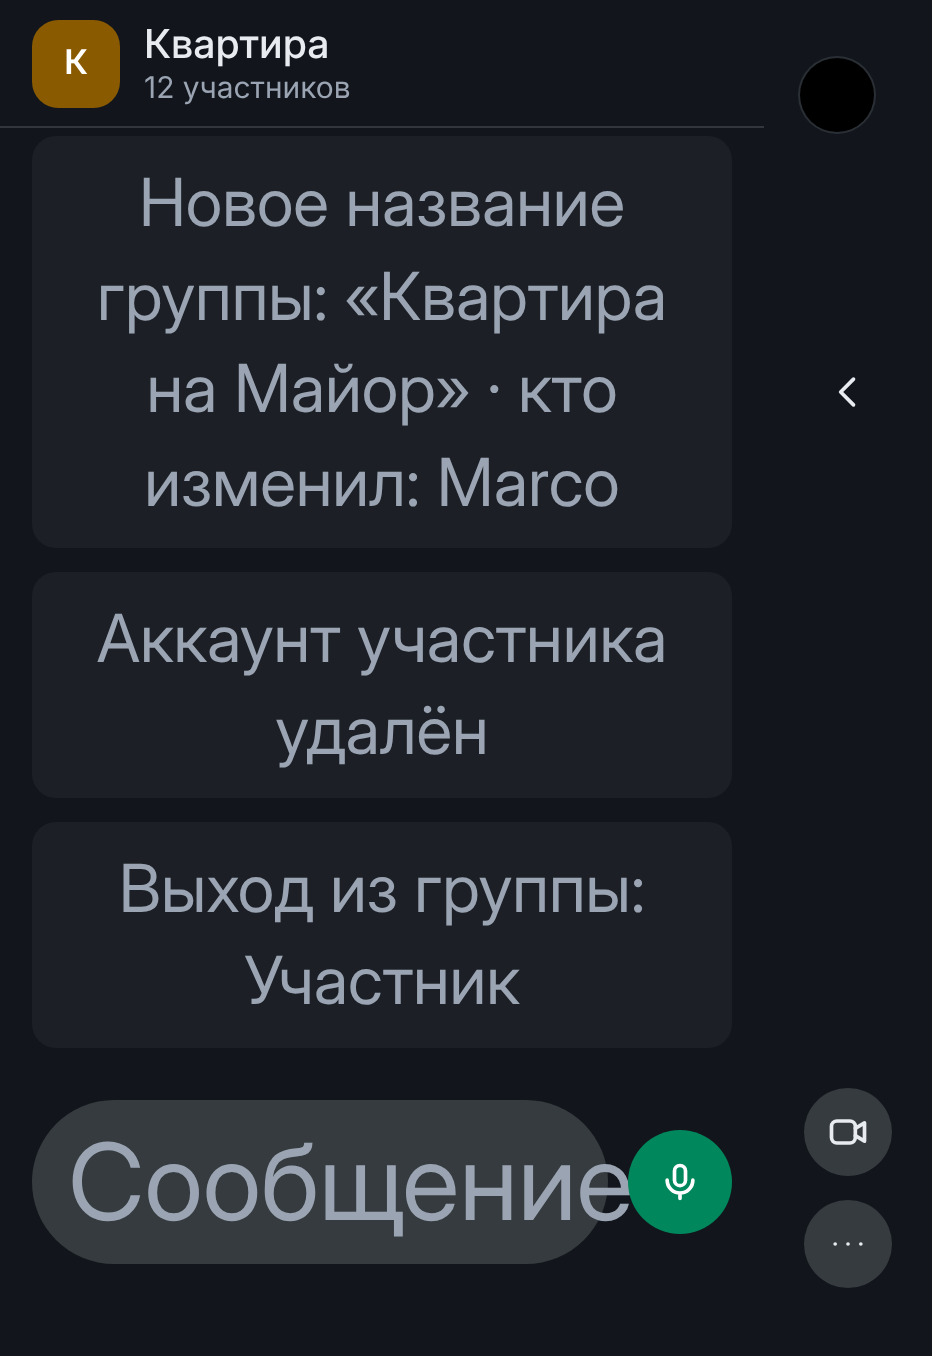 К
Квартира
12 участников
Новое название
группы: «Квартира
на Майор» · кто
изменил: Marco
Аккаунт участника
удалён
Выход из группы:
Участник
Сообщение